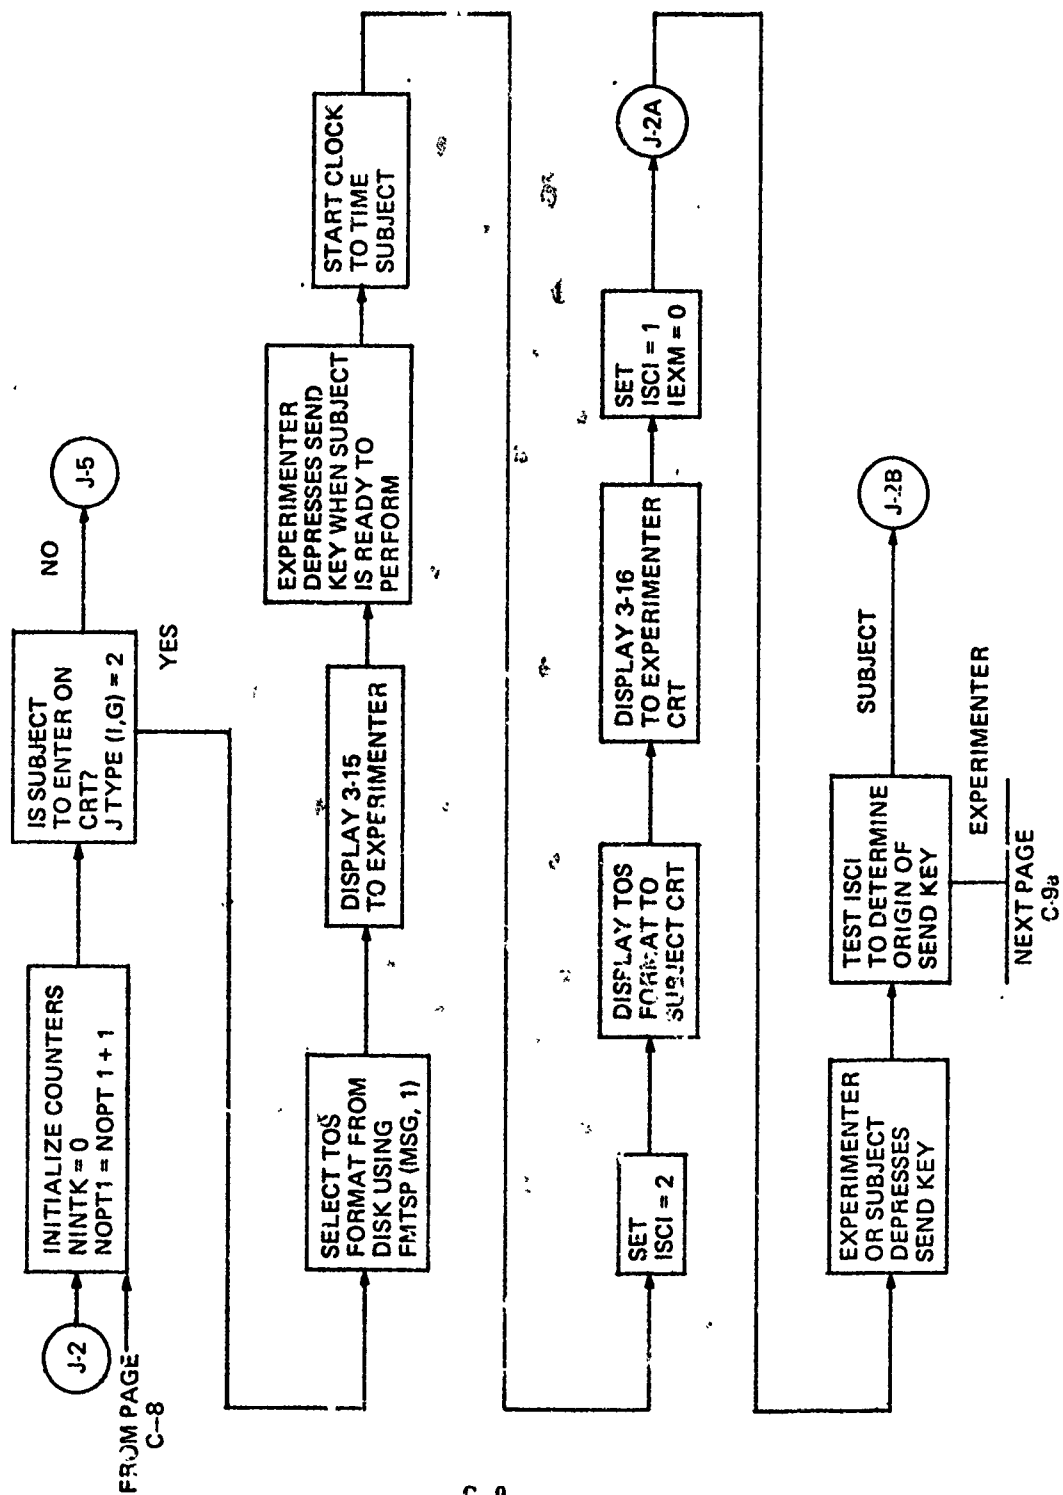 FROM PAGE
C-8
J-2
INITIALIZE COUNTERS
NINTK = 0
NOPT1 = NOPT 1 + 1
IS SUBJECT
TO ENTER ON
CRT?
J TYPE (I,G) = 2
NO
J-5
YES
SELECT TOS
FORMAT FROM
DISK USING
FMTSP (MSG, 1)
DISPLAY 3-15
TO EXPERIMENTER
EXPERIMENTER
DEPRESSES SEND
KEY WHEN SUBJECT
IS READY TO
PERFORM
START CLOCK
TO TIME
SUBJECT
SET
ISCI = 2
DISPLAY TOS
FORMAT TO
SUBJECT CRT
DISPLAY 3-16
TO EXPERIMENTER
CRT
SET
ISCI = 1
IEXM = 0
J-2A
EXPERIMENTER
OR SUBJECT
DEPRESSES
SEND KEY
TEST ISCI
TO DETERMINE
ORIGIN OF
SEND KEY
SUBJECT
J-2B
EXPERIMENTER
NEXT PAGE
C-9a